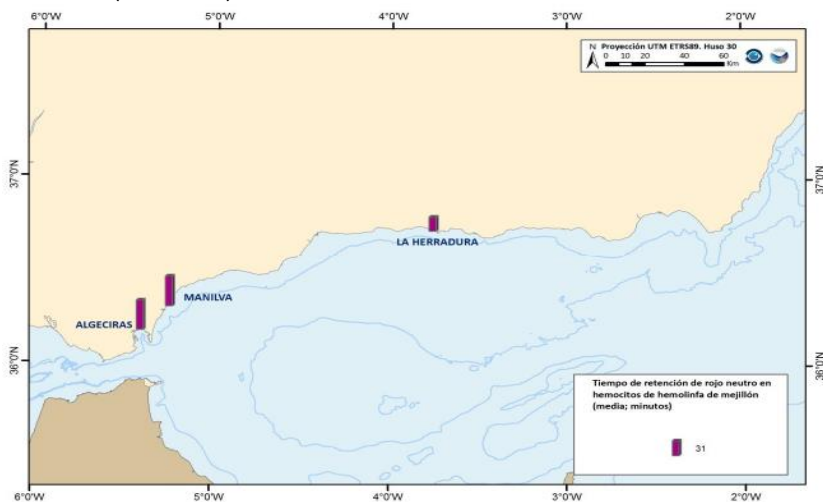 6°0'O 5°0'O 4°0'O 3°0'O 2°0'O
N Proyección UTM ETRS89. Huso 30
0 10 20 40 60
Km
37°0'N 37°0'N
LA HERRADURA
MANILVA
ALGECIRAS
36°0'N 36°0'N
Tiempo de retención de rojo neutro en
hemocitos de hemolinfa de mejillón
(media; minutos)
31
6°0'O 5°0'O 4°0'O 3°0'O 2°0'O